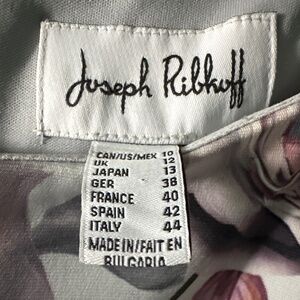 Joseph Ribkoff
CAN/US/MEX 10
UK 12
JAPAN 13
GER 38
FRANCE 40
SPAIN 42
ITALY 44
MADE IN/FAIT EN
BULGARIA